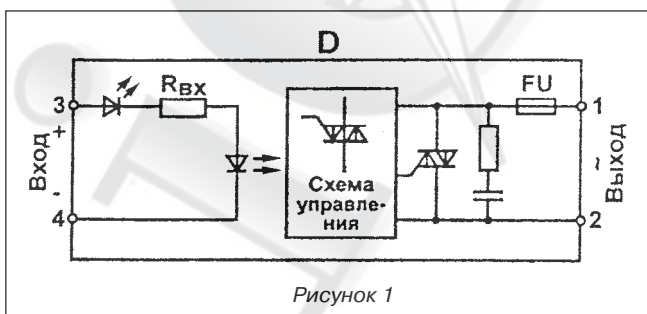 D
3
+
Вход
-
4
Rвх
Схема
управле-
ния
FU
1
~
Выход
2
Рисунок 1